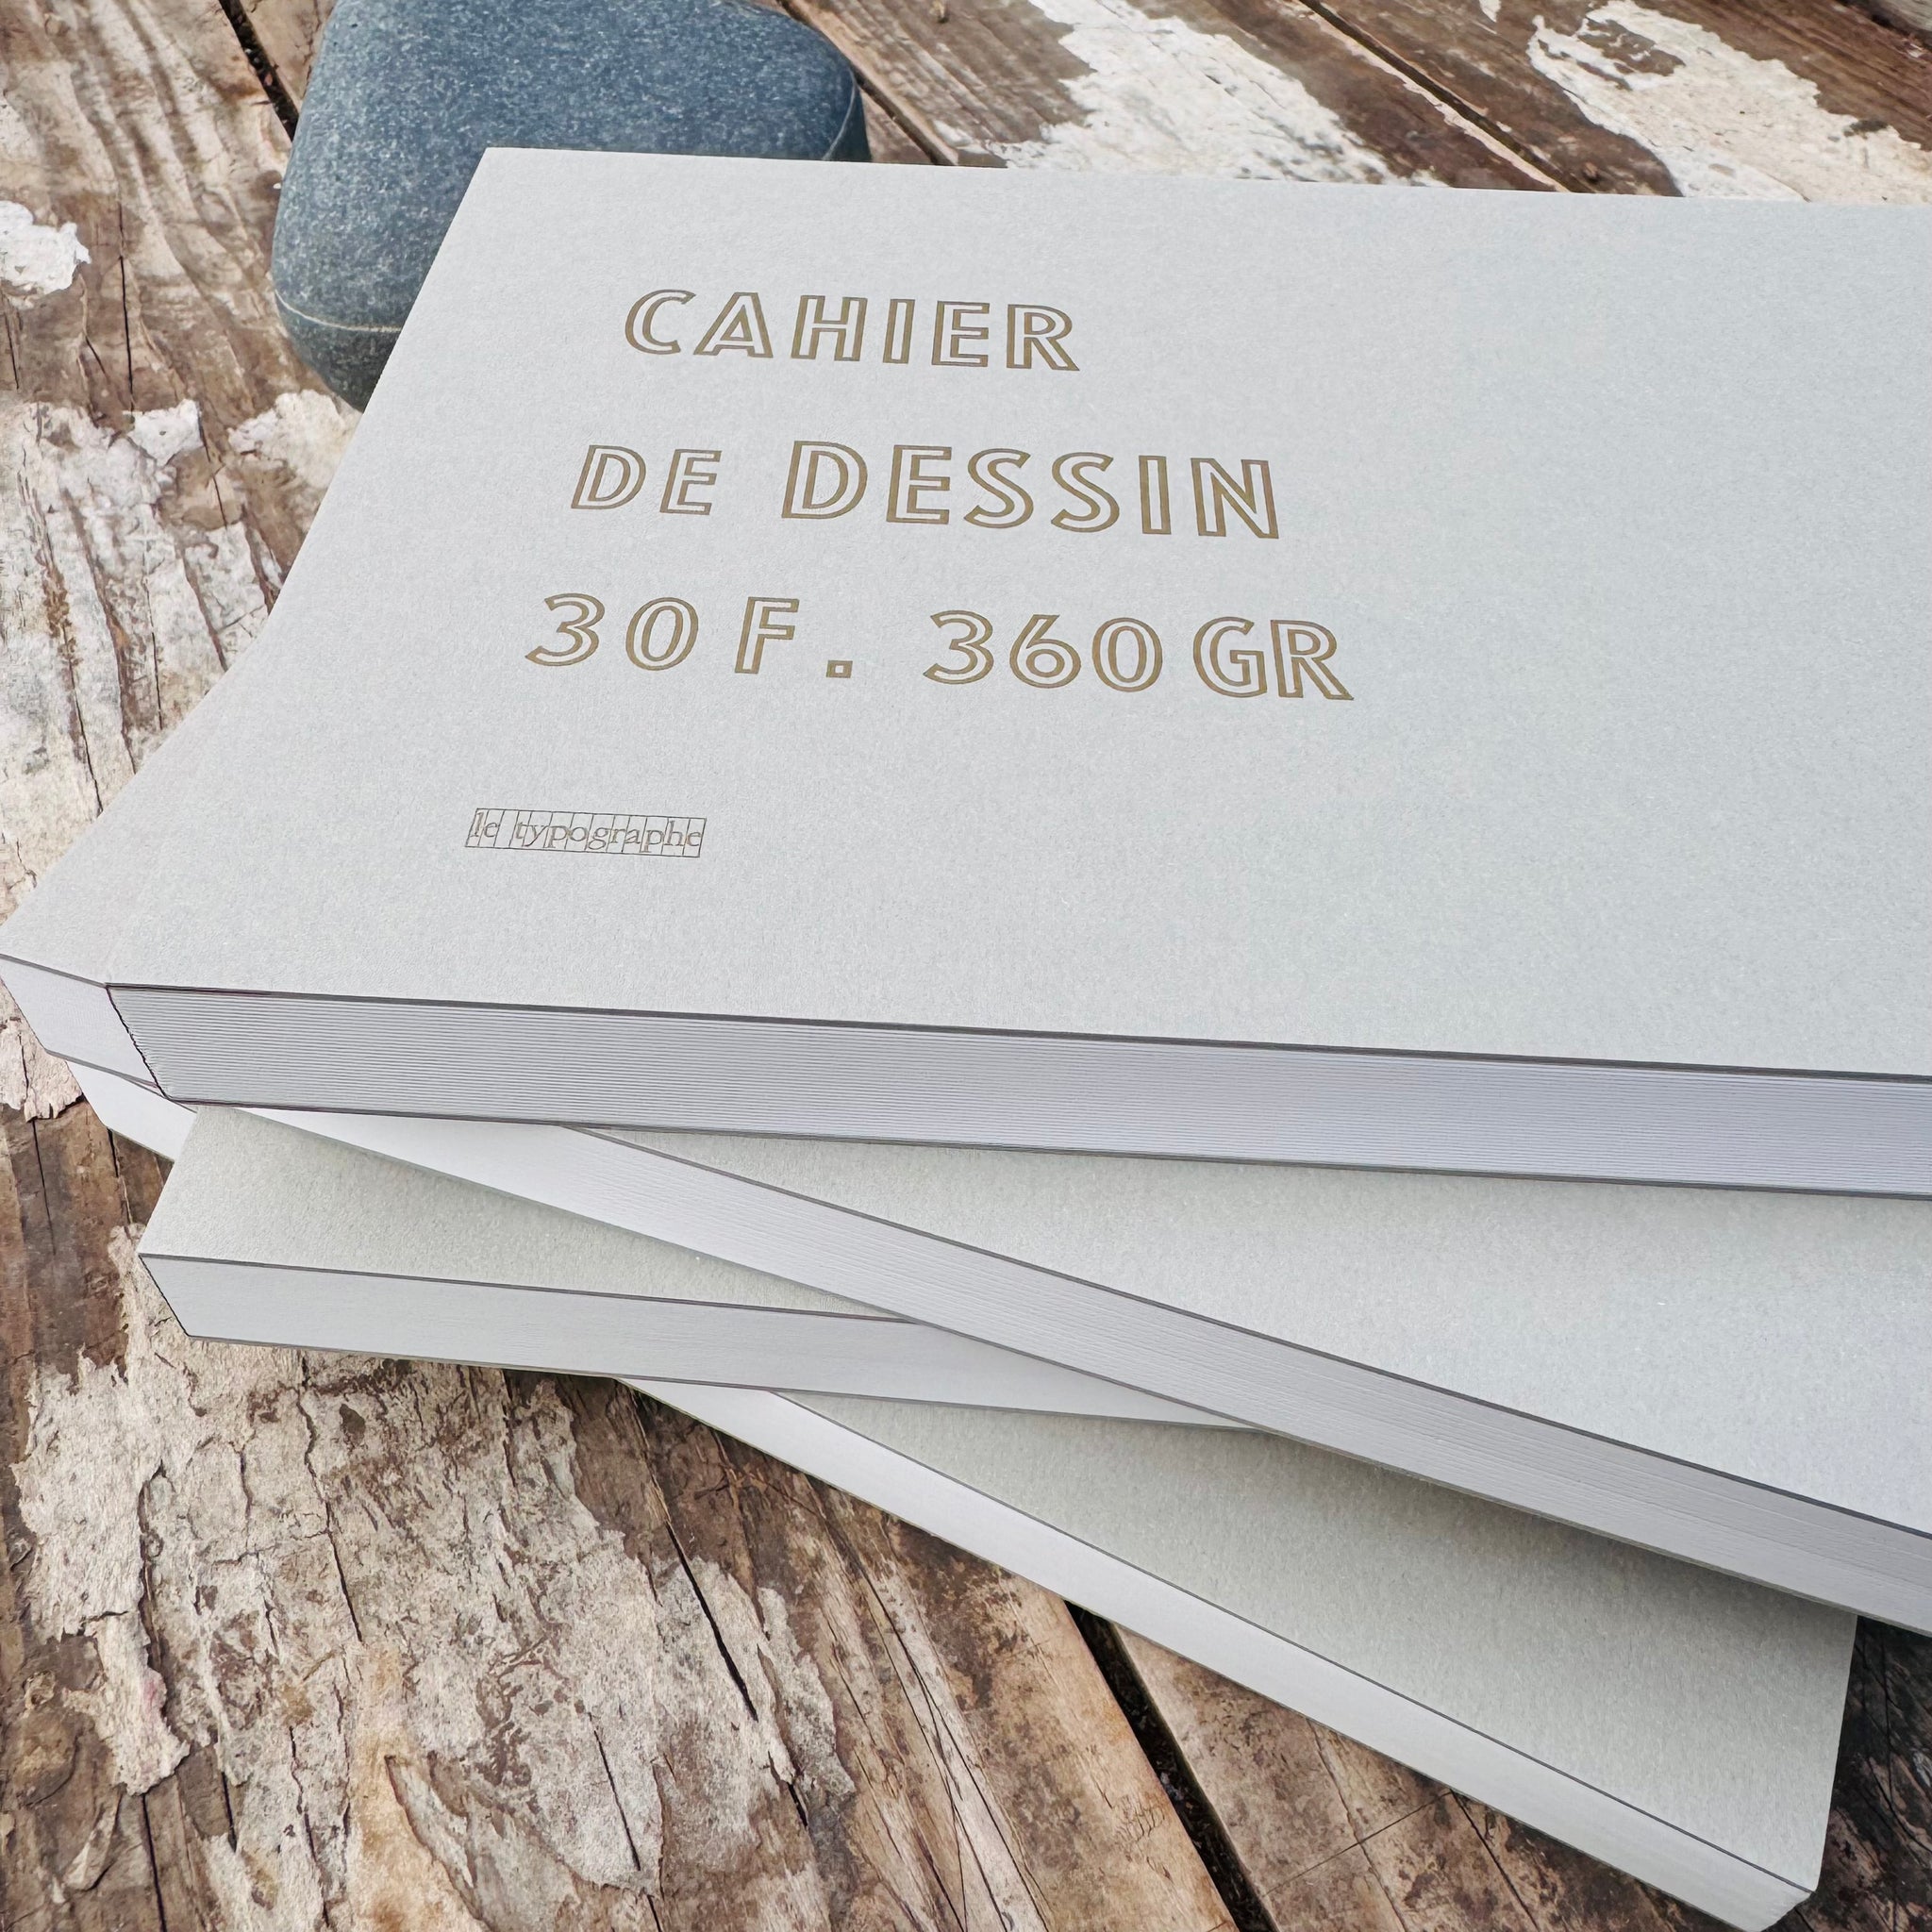 CAHIER
DE DESSIN
30 F. 360 GR
le typographe